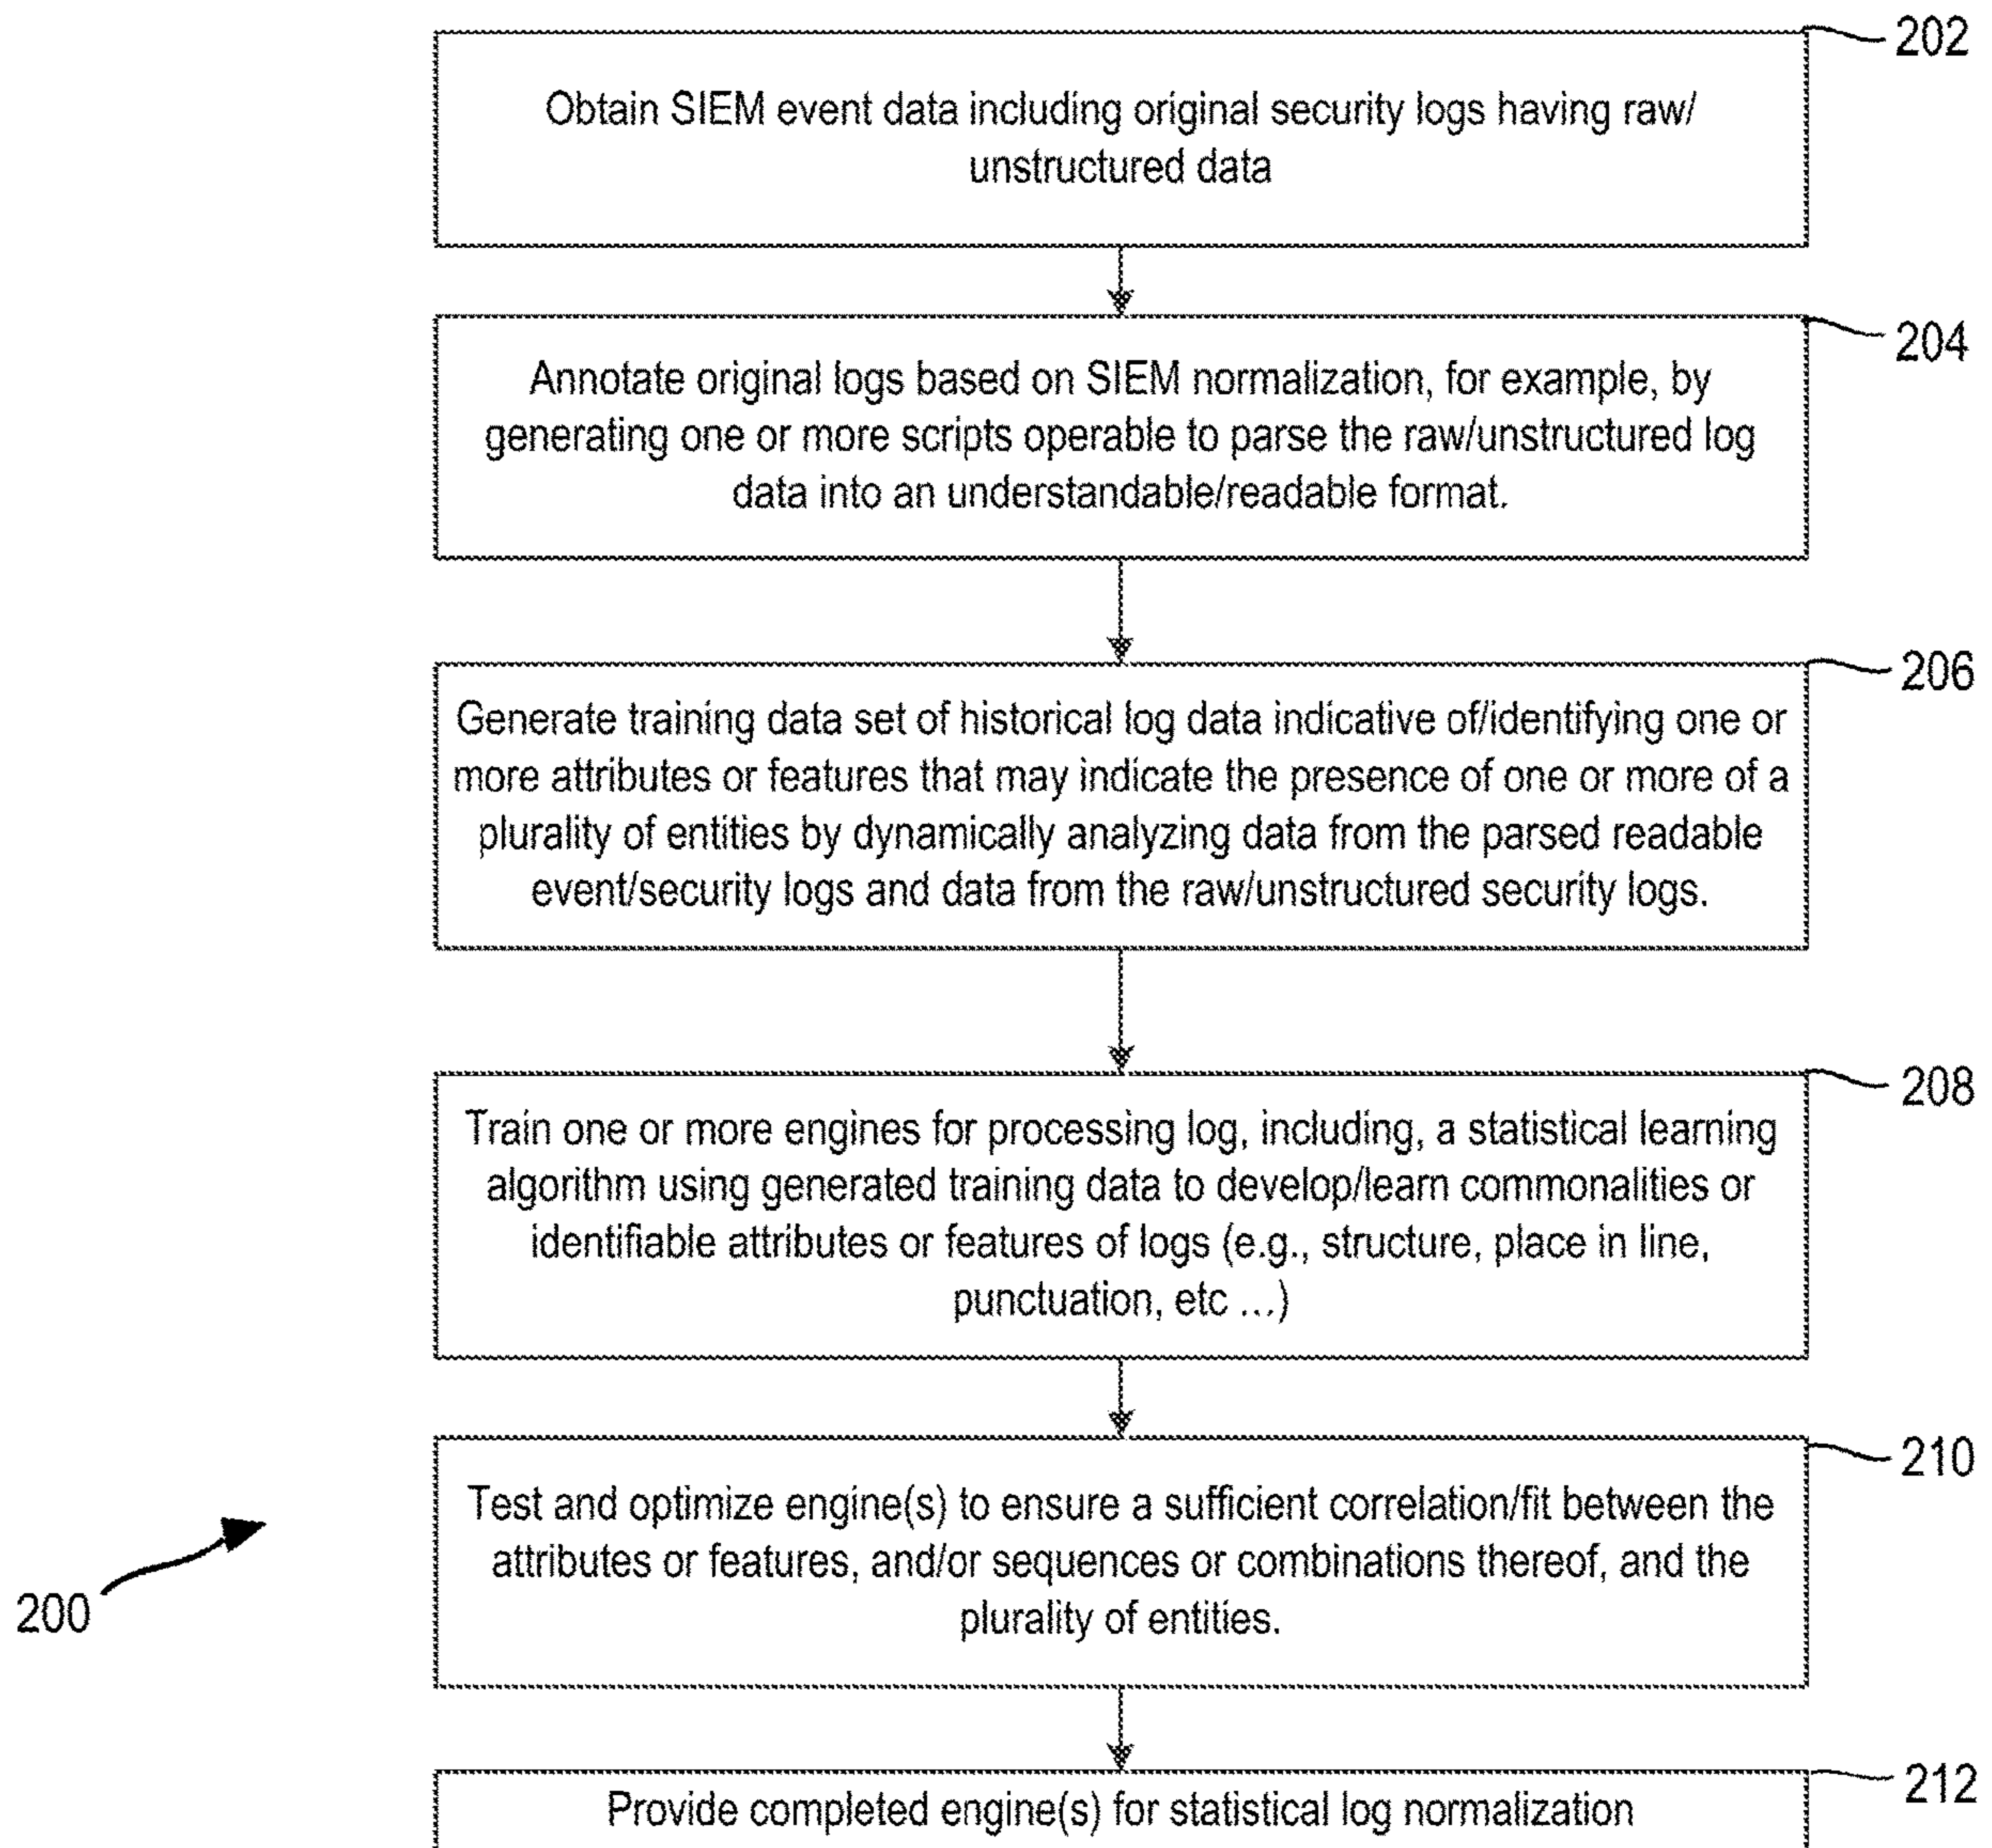 202
Obtain SIEM event data including original security logs having raw/
unstructured data
204
Annotate original logs based on SIEM normalization, for example, by
generating one or more scripts operable to parse the raw/unstructured log
data into an understandable/readable format.
206
Generate training data set of historical log data indicative of/identifying one or
more attributes or features that may indicate the presence of one or more of a
plurality of entities by dynamically analyzing data from the parsed readable
event/security logs and data from the raw/unstructured security logs.
208
Train one or more engines for processing log, including, a statistical learning
algorithm using generated training data to develop/learn commonalities or
identifiable attributes or features of logs (e.g., structure, place in line,
punctuation, etc ...)
210
Test and optimize engine(s) to ensure a sufficient correlation/fit between the
attributes or features, and/or sequences or combinations thereof, and the
plurality of entities.
200
212
Provide completed engine(s) for statistical log normalization